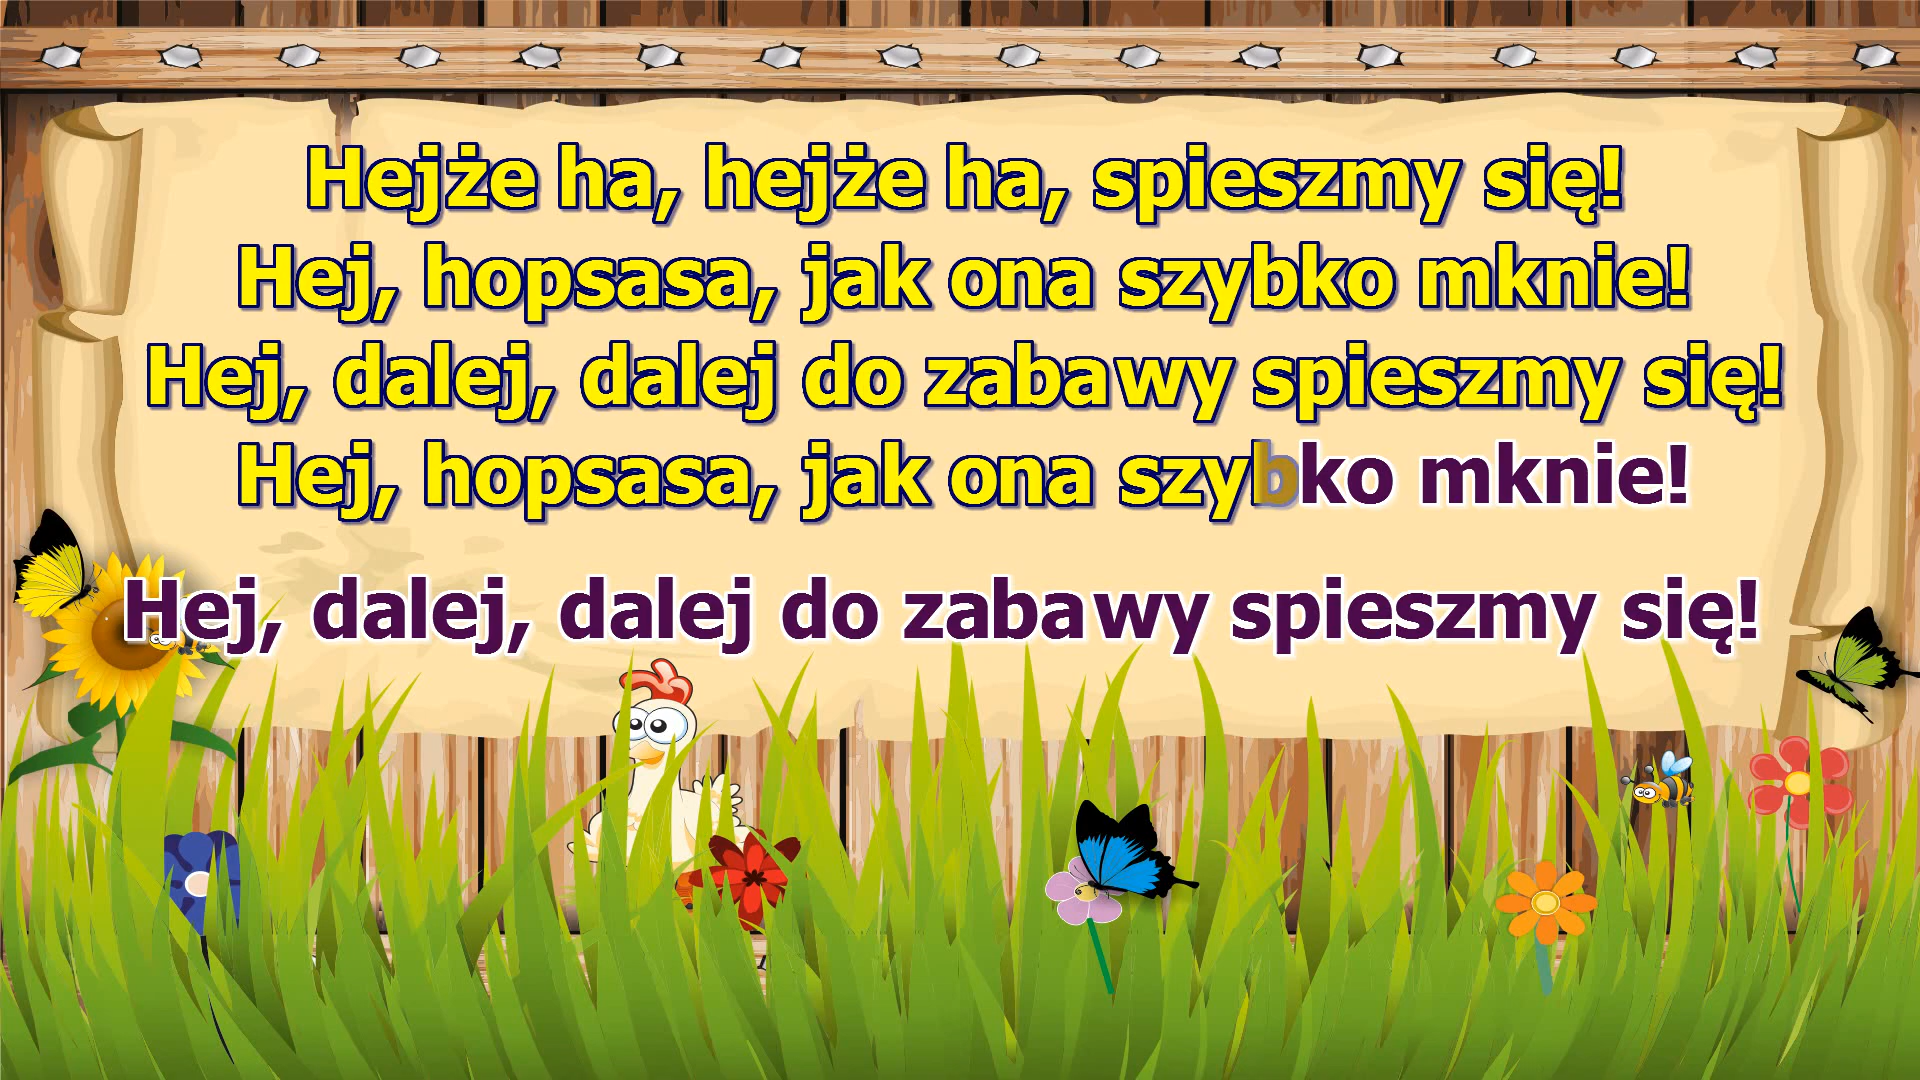 Hejże ha, hejże ha, spieszmy się!
Hej, hopsasa, jak ona szybko mknie!
Hej, dalej, dalej do zabawy spieszmy się!
Hej, hopsasa, jak ona szybko mknie!
Hej, dalej, dalej do zabawy spieszmy się!